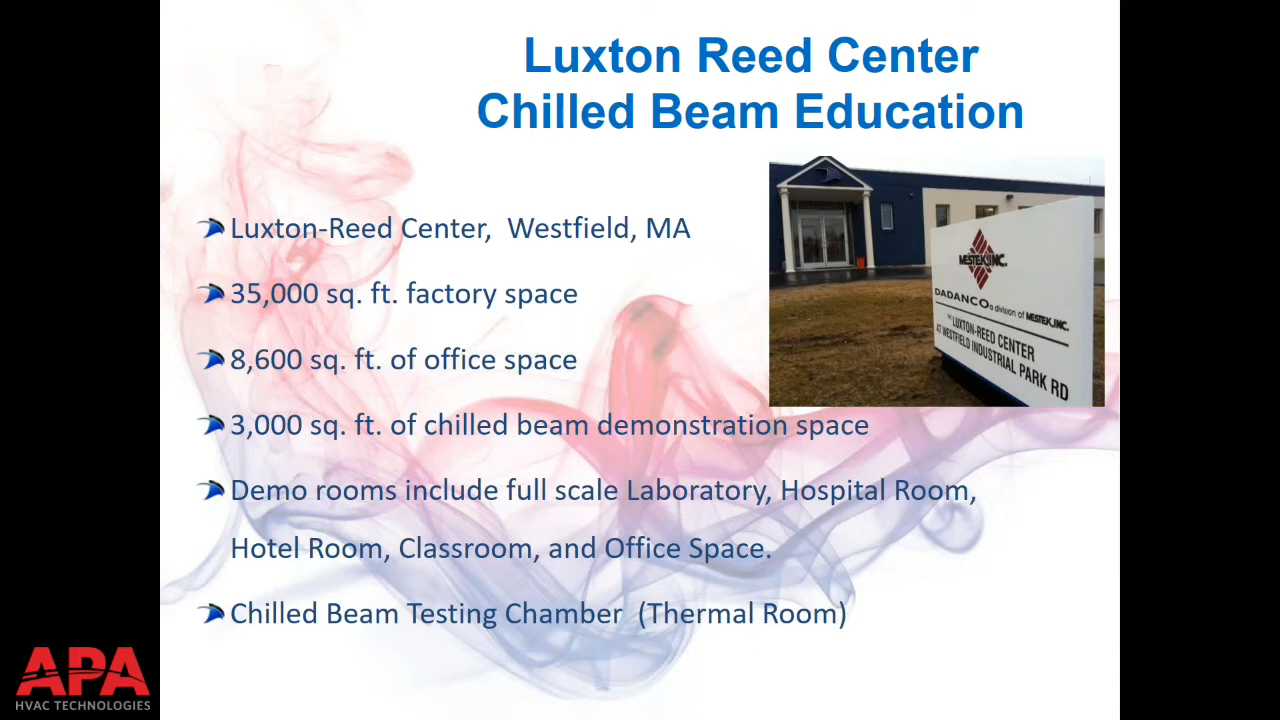 Luxton Reed Center
Chilled Beam Education
Luxton-Reed Center, Westfield, MA
35,000 sq. ft. factory space
8,600 sq. ft. of office space
3,000 sq. ft. of chilled beam demonstration space
Demo rooms include full scale Laboratory, Hospital Room,
Hotel Room, Classroom, and Office Space.
Chilled Beam Testing Chamber (Thermal Room)
MESTEK, INC.
DADANCO a division of MESTEK, INC.
THE LUXTON-REED CENTER
47 WESTFIELD INDUSTRIAL PARK RD
APA
HVAC TECHNOLOGIES